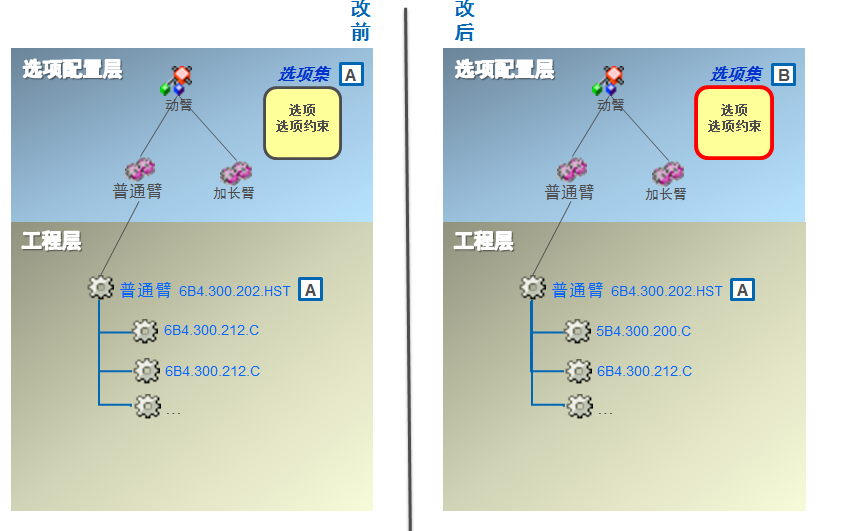 改
前
选项配置层
选项集 A
选项
选项约束
动臂
普通臂
加长臂
工程层
普通臂 6B4.300.202.HST A
6B4.300.212.C
6B4.300.212.C
...
改
后
选项配置层
选项集 B
选项
选项约束
动臂
普通臂
加长臂
工程层
普通臂 6B4.300.202.HST A
5B4.300.200.C
6B4.300.212.C
...